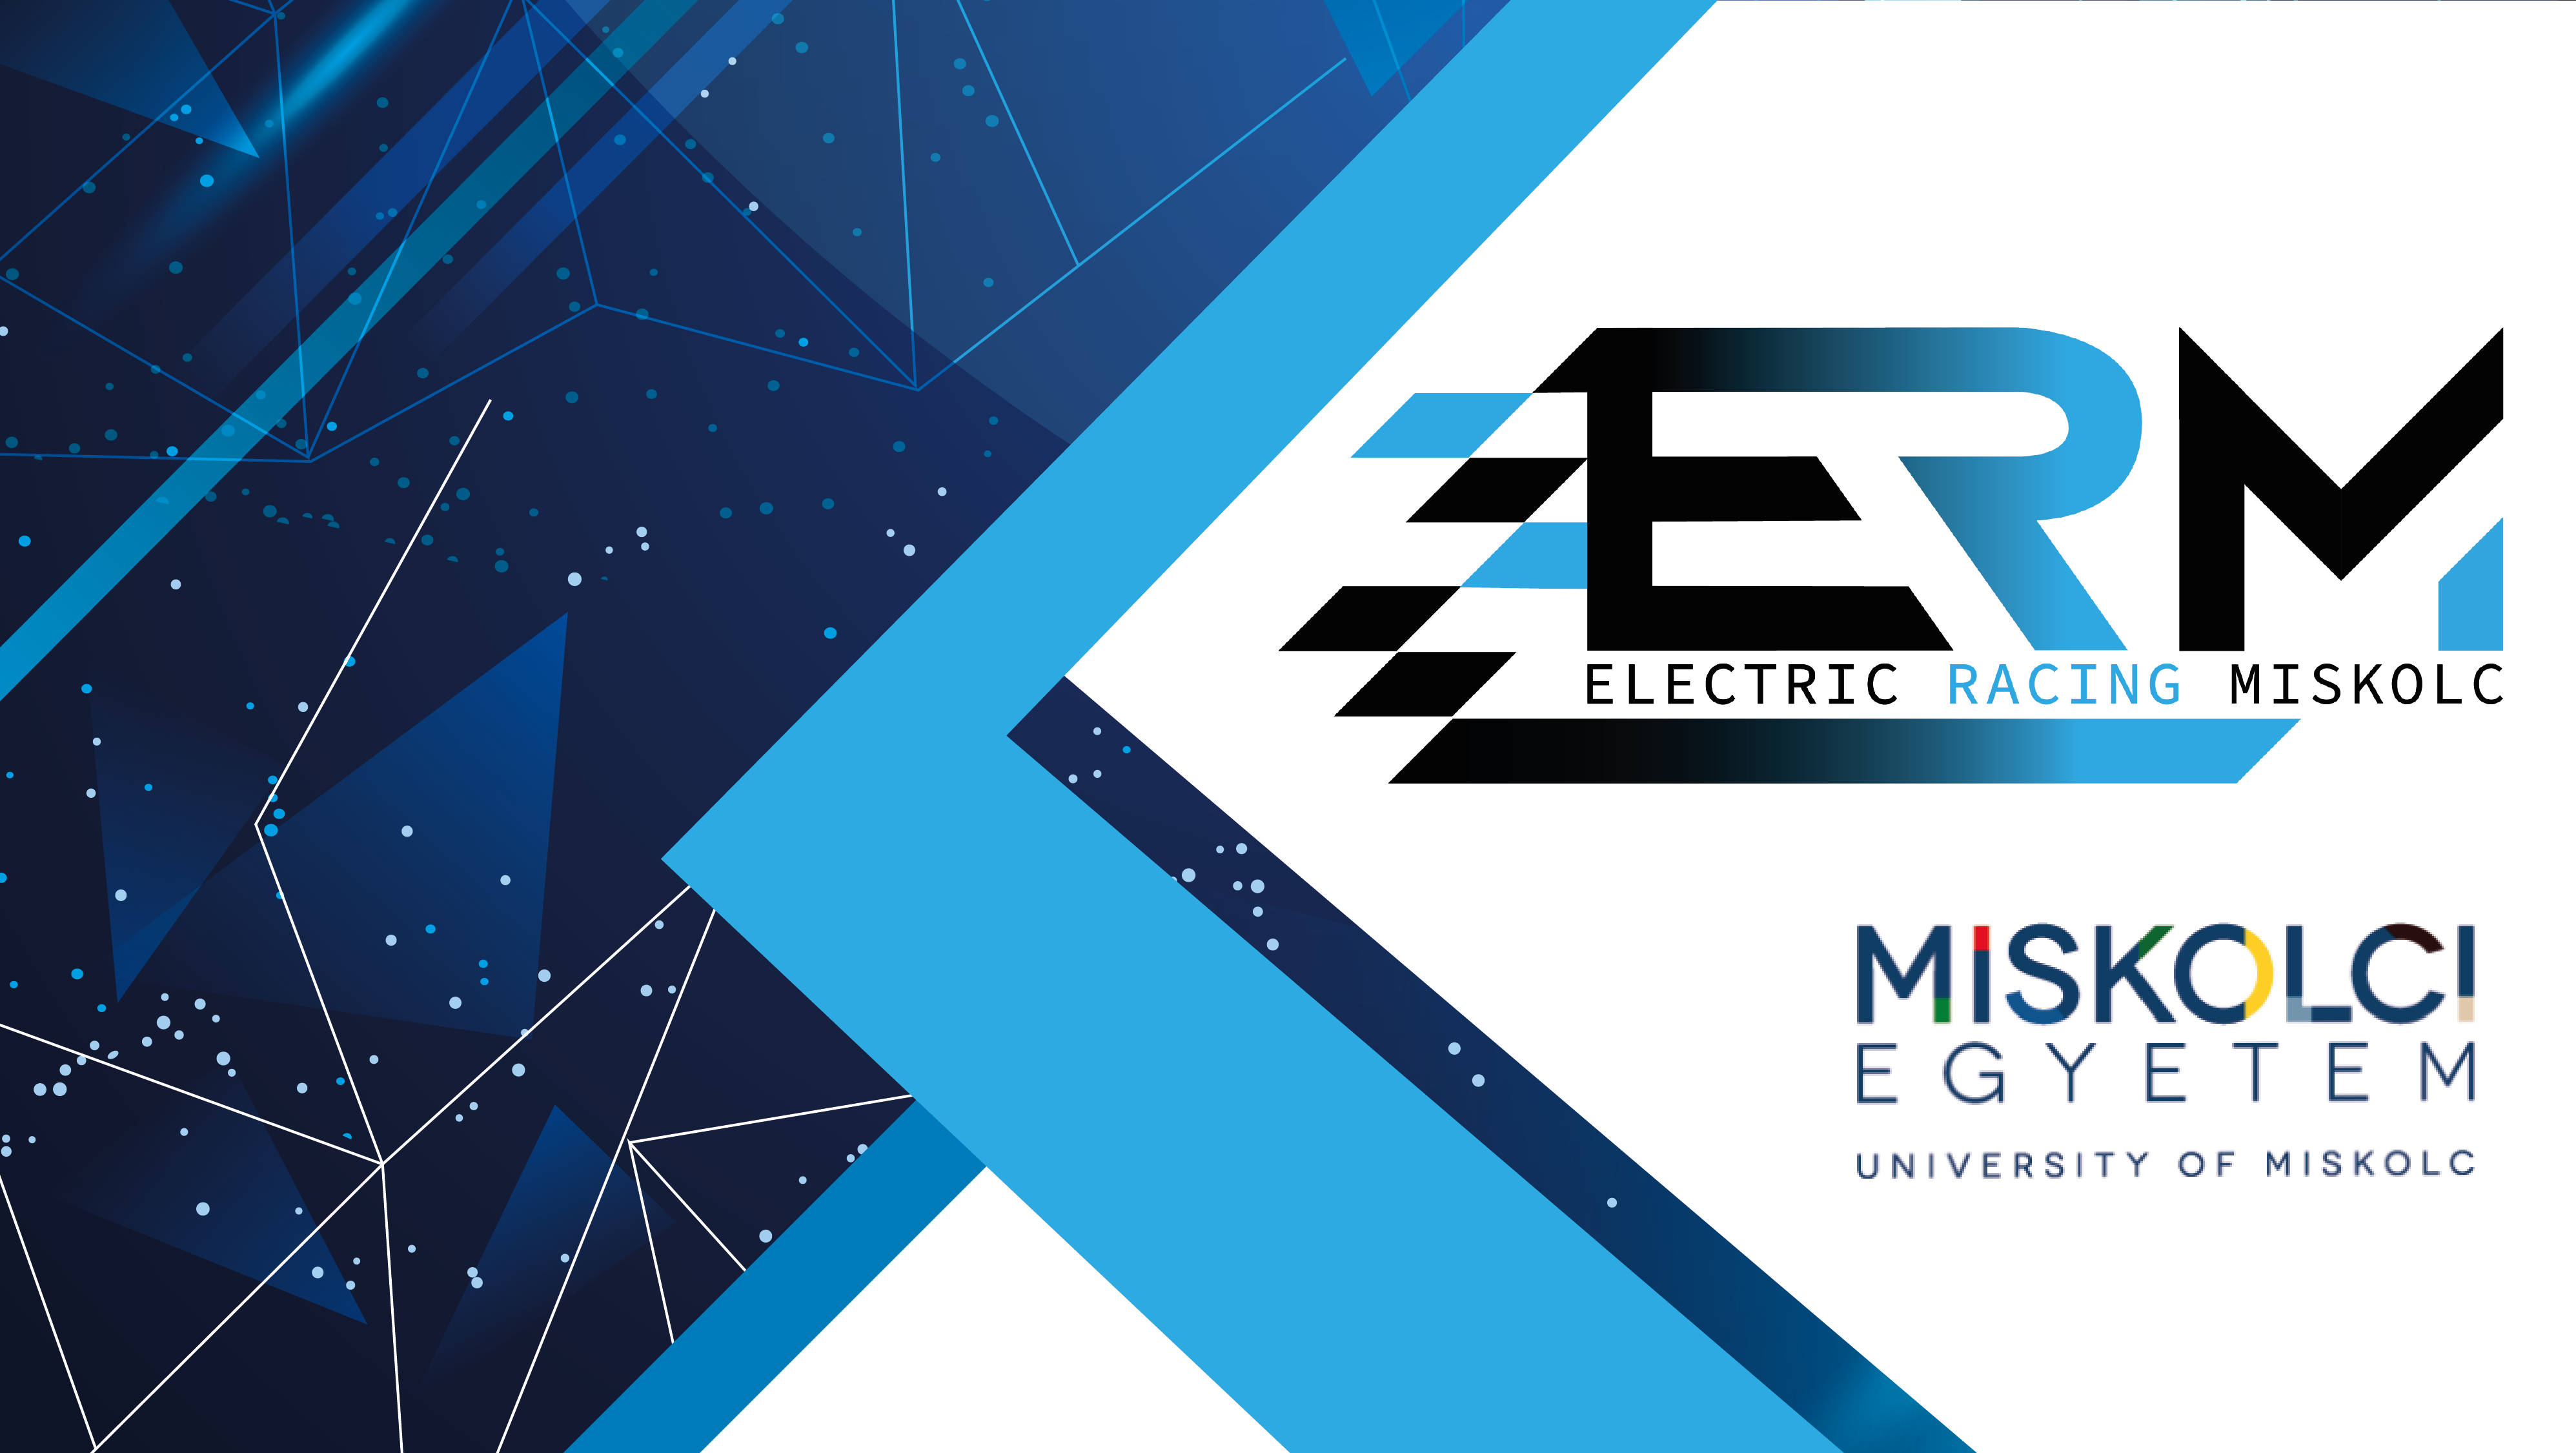 ERM
ELECTRIC RACING MISKOLC
MISKOLCI
EGYETEM
UNIVERSITY OF MISKOLC